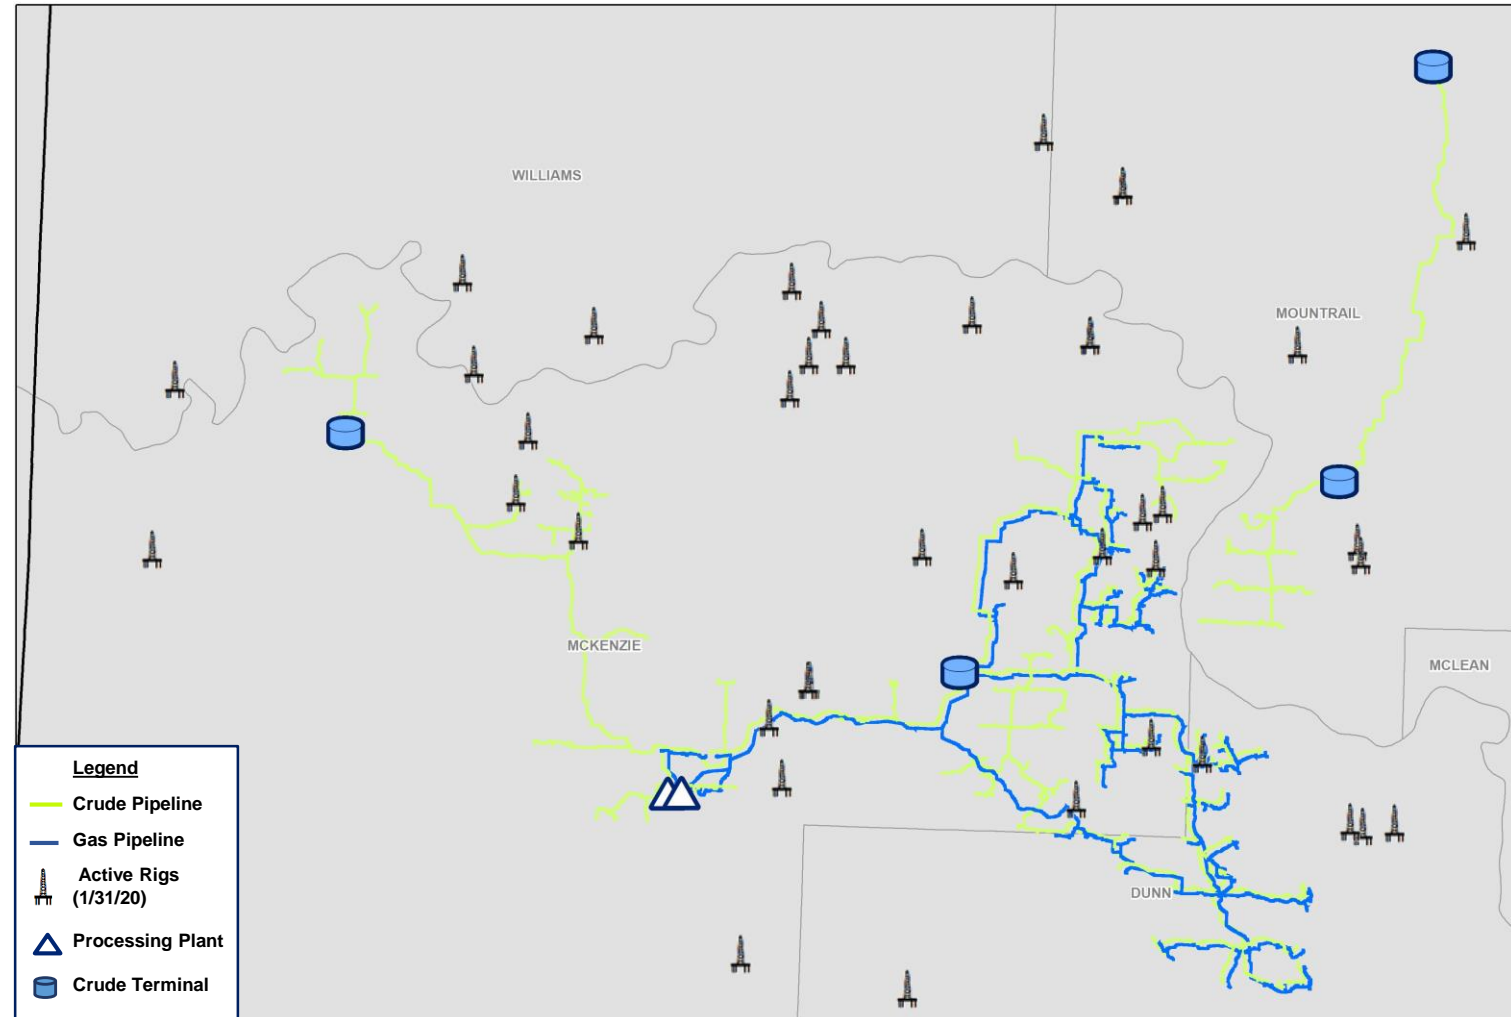 WILLIAMS
MOUNTRAIL
MCKENZIE
MCLEAN
DUNN
Legend
Crude Pipeline
Gas Pipeline
Active Rigs
(1/31/20)
Processing Plant
Crude Terminal